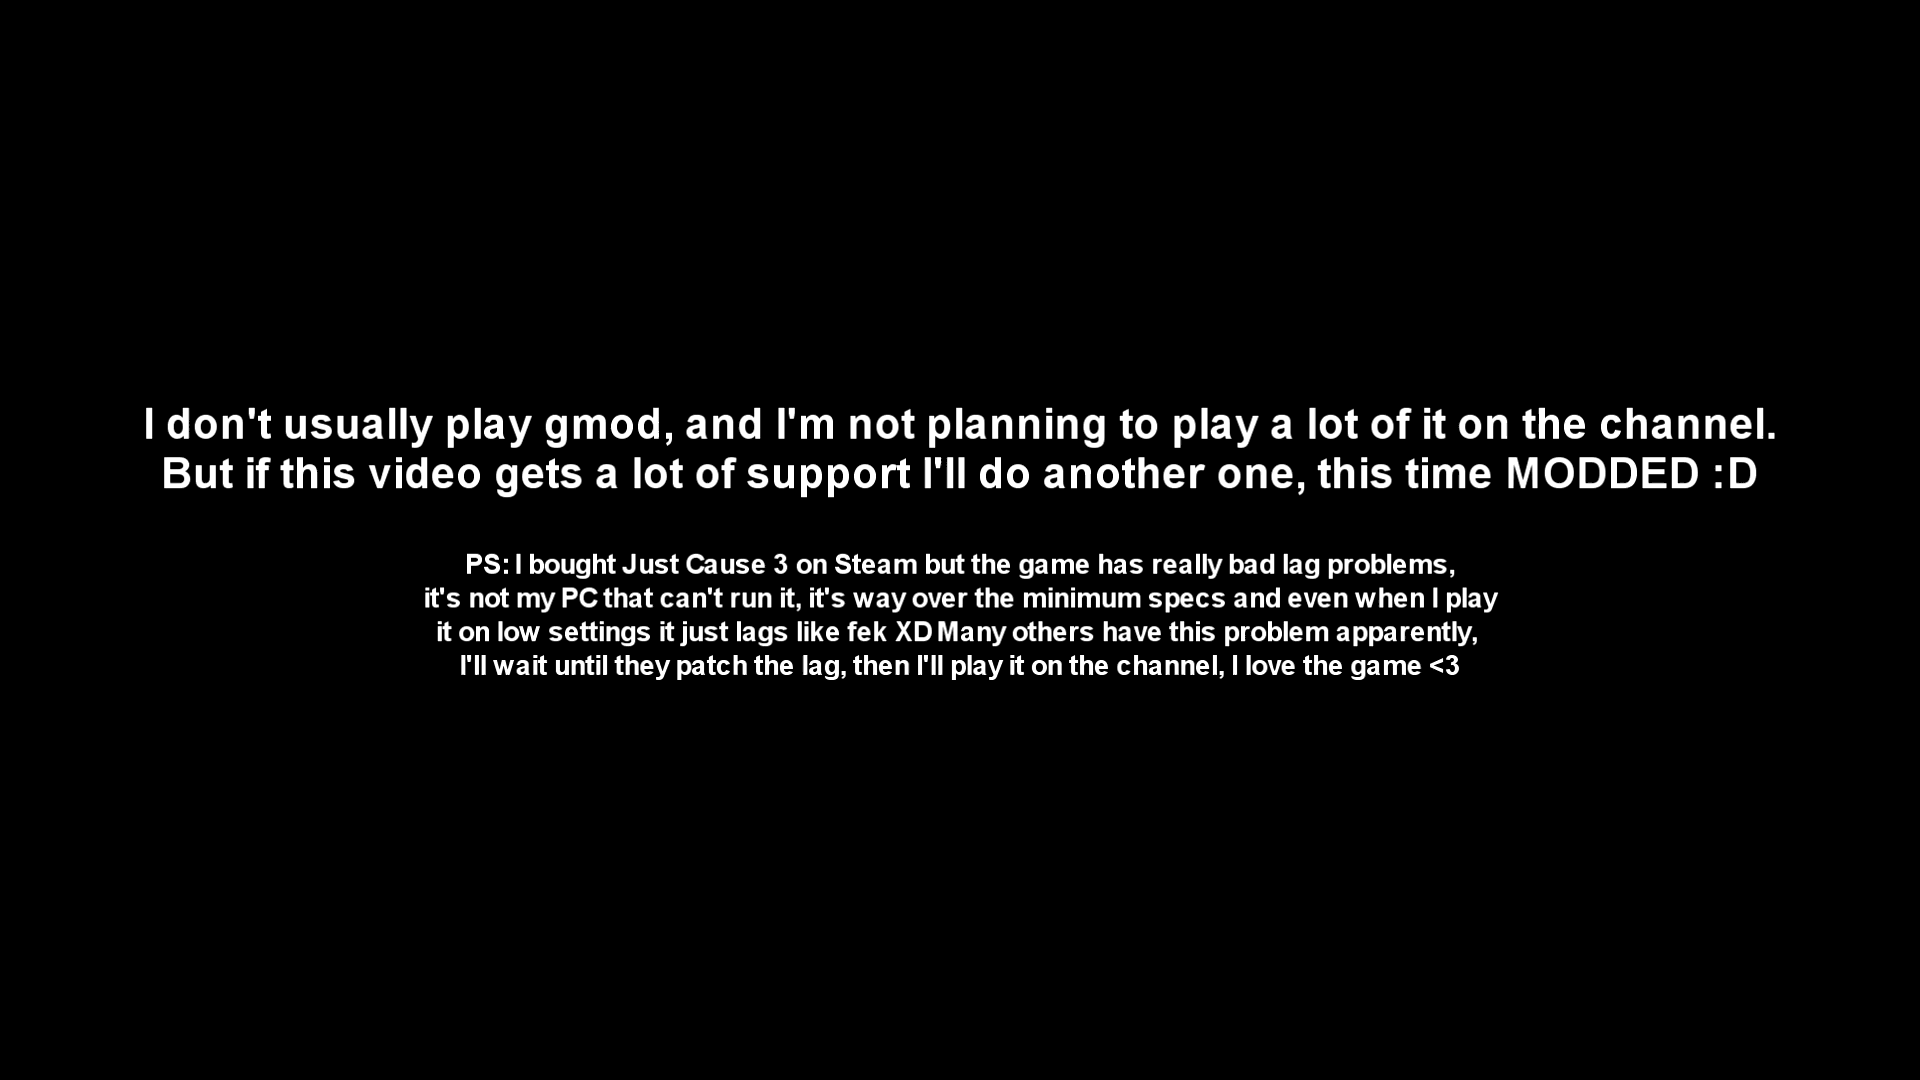 I don't usually play gmod, and I'm not planning to play a lot of it on the channel.
But if this video gets a lot of support I'll do another one, this time MODDED :D
PS: I bought Just Cause 3 on Steam but the game has really bad lag problems,
it's not my PC that can't run it, it's way over the minimum specs and even when I play
it on low settings it just lags like fek XD Many others have this problem apparently,
I'll wait until they patch the lag, then I'll play it on the channel, I love the game <3